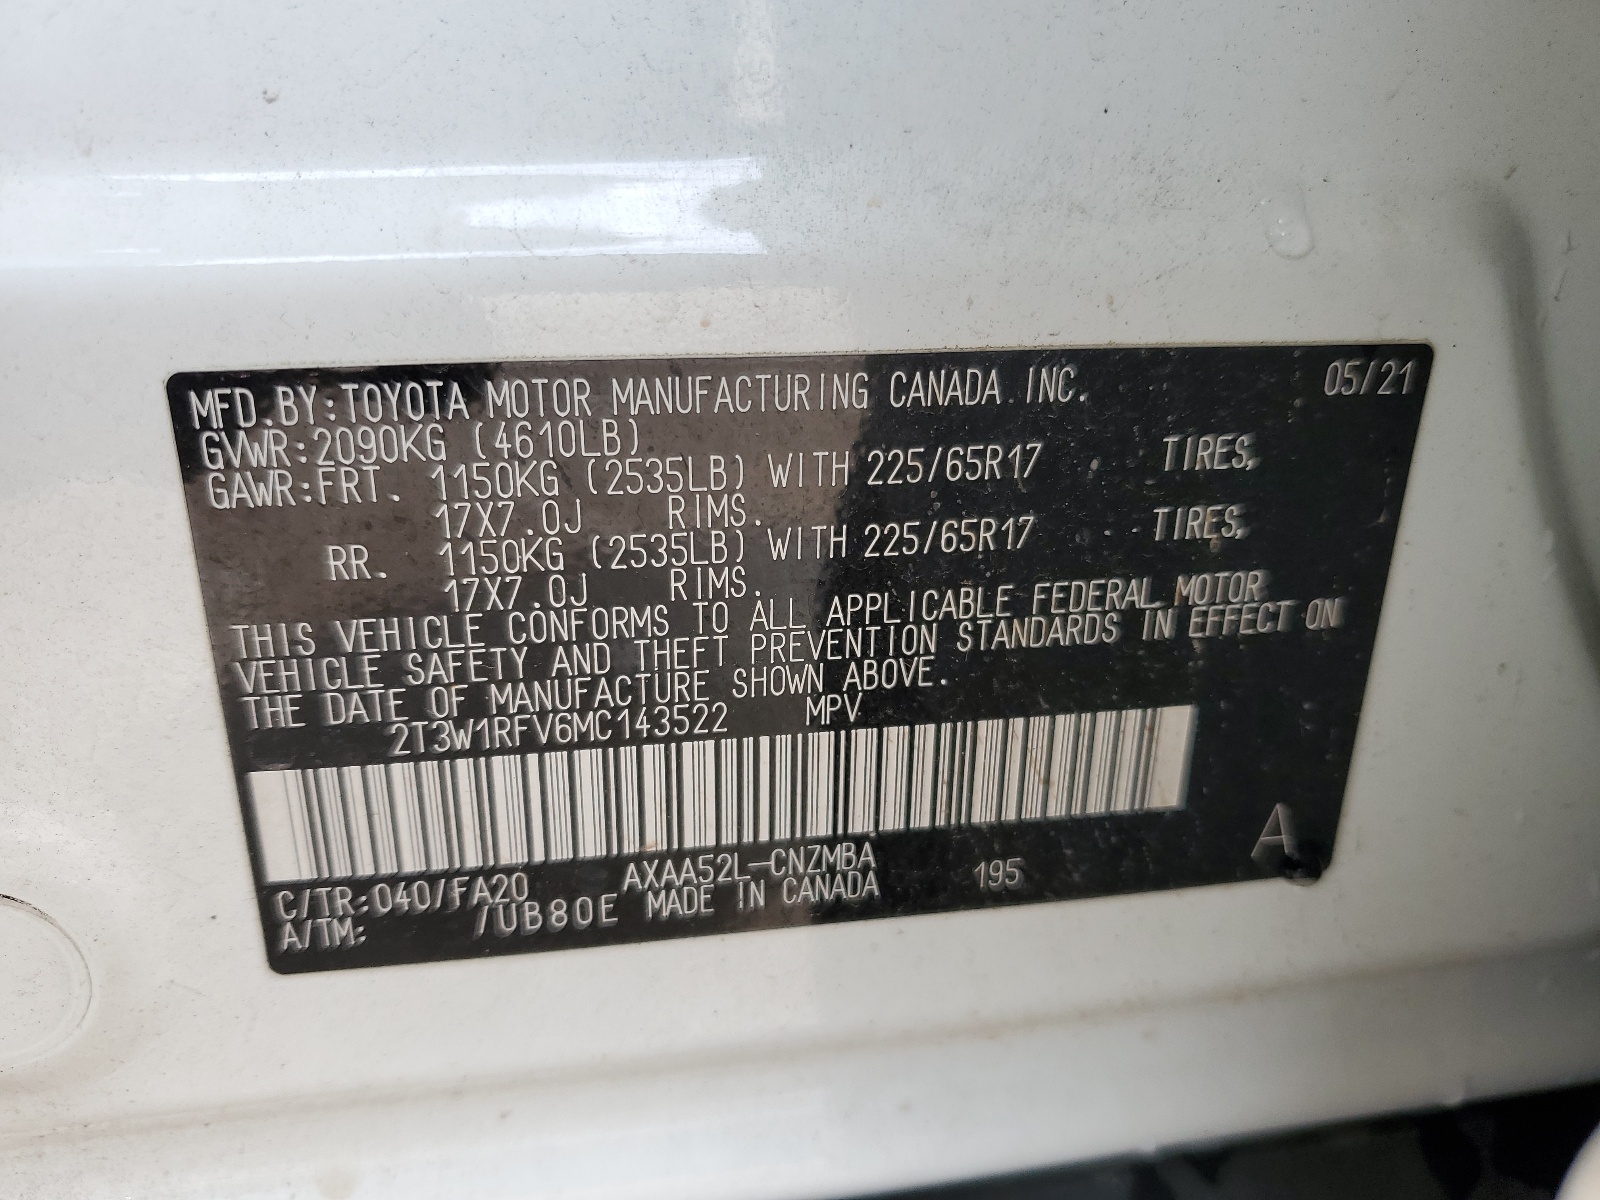 MFD.BY:TOYOTA MOTOR MANUFACTURING CANADA INC. 05/21
GVWR:2090KG (4610LB)
GAWR:FRT. 1150KG (2535LB) WITH 225/65R17 TIRES,
17X7.0J RIMS.
RR. 1150KG (2535LB) WITH 225/65R17 TIRES,
17X7.0J RIMS.
THIS VEHICLE CONFORMS TO ALL APPLICABLE FEDERAL MOTOR
VEHICLE SAFETY AND THEFT PREVENTION STANDARDS IN EFFECT ON
THE DATE OF MANUFACTURE SHOWN ABOVE.
2T3W1RFV6MC143522 MPV
AXAA52L-CNZMBA 195 A
C/TR:040/FA20
A/TM: /UB80E MADE IN CANADA